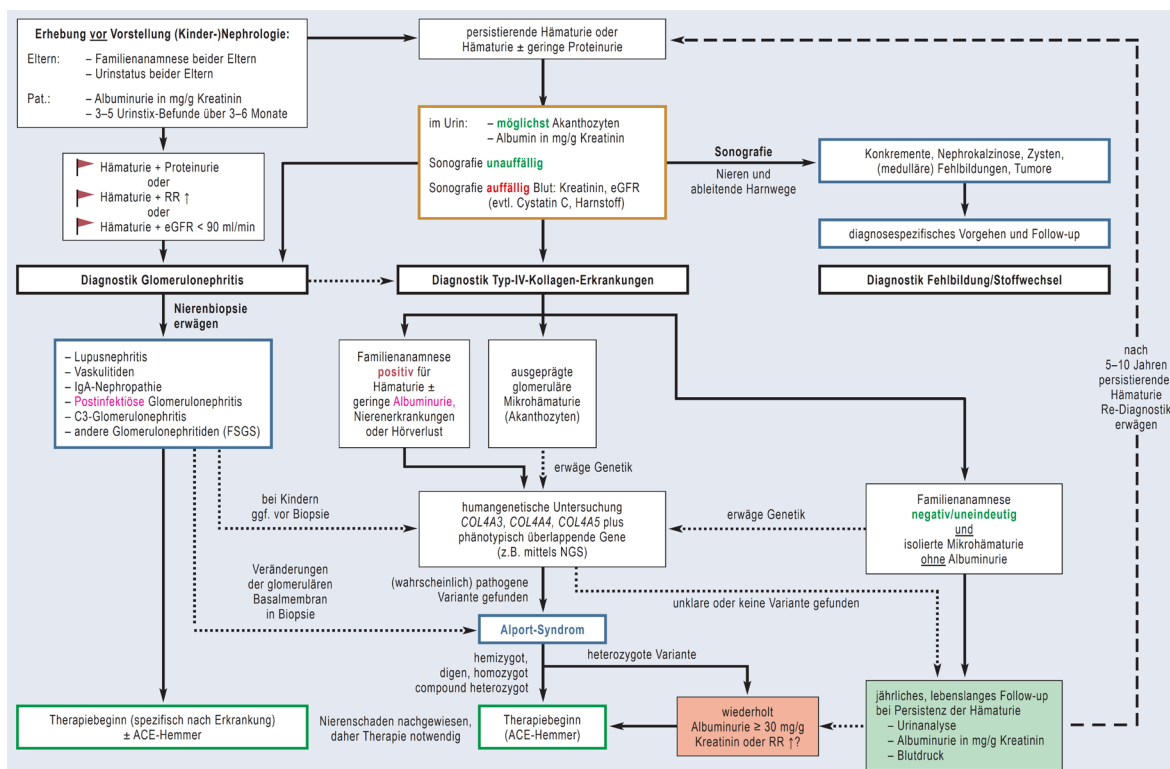 Erhebung vor Vorstellung (Kinder-)Nephrologie:
Eltern: – Familienanamnese beider Eltern
– Urinstatus beider Eltern
Pat.: – Albuminurie in mg/g Kreatinin
– 3–5 Urinstix-Befunde über 3–6 Monate
persistierende Hämaturie oder
Hämaturie ± geringe Proteinurie
Hämaturie + Proteinurie
oder
Hämaturie + RR ↑
oder
Hämaturie + eGFR < 90 ml/min
im Urin: – möglichst Akanthozyten
– Albumin in mg/g Kreatinin
Sonografie unauffällig
Sonografie auffällig Blut: Kreatinin, eGFR
(evtl. Cystatin C, Harnstoff)
Sonografie
Nieren und
ableitende Harnwege
Konkremente, Nephrokalzinose, Zysten,
(meduläre) Fehlbildungen, Tumore
diagnosespezifisches Vorgehen und Follow-up
Diagnostik Glomerulonephritis
Diagnostik Typ-IV-Kollagen-Erkrankungen
Diagnostik Fehlbildung/Stoffwechsel
Nierenbiopsie
erwägen
– Lupusnephritis
– Vaskulitiden
– IgA-Nephropathie
– Postinfektiöse Glomerulonephritis
– C3-Glomerulonephritis
– andere Glomerulonephritiden (FSGS)
Familienanamnese
positiv für
Hämaturie ±
geringe Albuminurie,
Nierenerkrankungen
oder Hörverlust
ausgeprägte
glomeruläre
Mikrohämaturie
(Akanthozyten)
nach
5–10 Jahren
persistierender
Hämaturie
Re-Diagnostik
erwägen
erwäge Genetik
bei Kindern
ggf. vor Biopsie
humangenetische Untersuchung
COL4A3, COL4A4, COL4A5 plus
phänotypisch überlappende Gene
(z.B. mittels NGS)
erwäge Genetik
Familienanamnese
negativ/uneindeutig
und
isolierte Mikrohämaturie
ohne Albuminurie
Veränderungen
der glomerulären
Basalmembran
in Biopsie
(wahrscheinlich) pathogene
Variante gefunden
unklare oder keine Variante gefunden
Alport-Syndrom
hemizygot,
digen, homozygot
compound heterozygot
heterozygote Variante
Therapiebeginn (spezifisch nach Erkrankung)
± ACE-Hemmer
Nierenschaden nachgewiesen,
daher Therapie notwendig
Therapiebeginn
(ACE-Hemmer)
wiederholt
Albuminurie ≥ 30 mg/g
Kreatinin oder RR ↑?
jährliches, lebenslanges Follow-up
bei Persistenz der Hämaturie
– Urinanalyse
– Albuminurie in mg/g Kreatinin
– Blutdruck